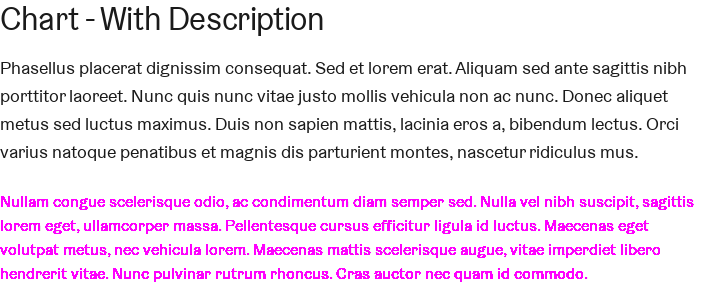 Chart - With Description
Phasellus placerat dignissim consequat. Sed et lorem erat. Aliquam sed ante sagittis nibh
porttitor laoreet. Nunc quis nunc vitae justo mollis vehicula non ac nunc. Donec aliquet
metus sed luctus maximus. Duis non sapien mattis, lacinia eros a, bibendum lectus. Orci
varius natoque penatibus et magnis dis parturient montes, nascetur ridiculus mus.
Nullam congue scelerisque odio, ac condimentum diam semper sed. Nulla vel nibh suscipit, sagittis
lorem eget, ullamcorper massa. Pellentesque cursus efficitur ligula id luctus. Maecenas eget
volutpat metus, nec vehicula lorem. Maecenas mattis scelerisque augue, vitae imperdiet libero
hendrerit vitae. Nunc pulvinar rutrum rhoncus. Cras auctor nec quam id commodo.